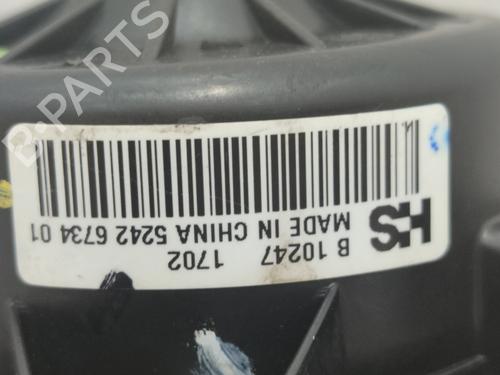 B-PARTS
HS
B 10247 1702
MADE IN CHINA 5242 6734 01